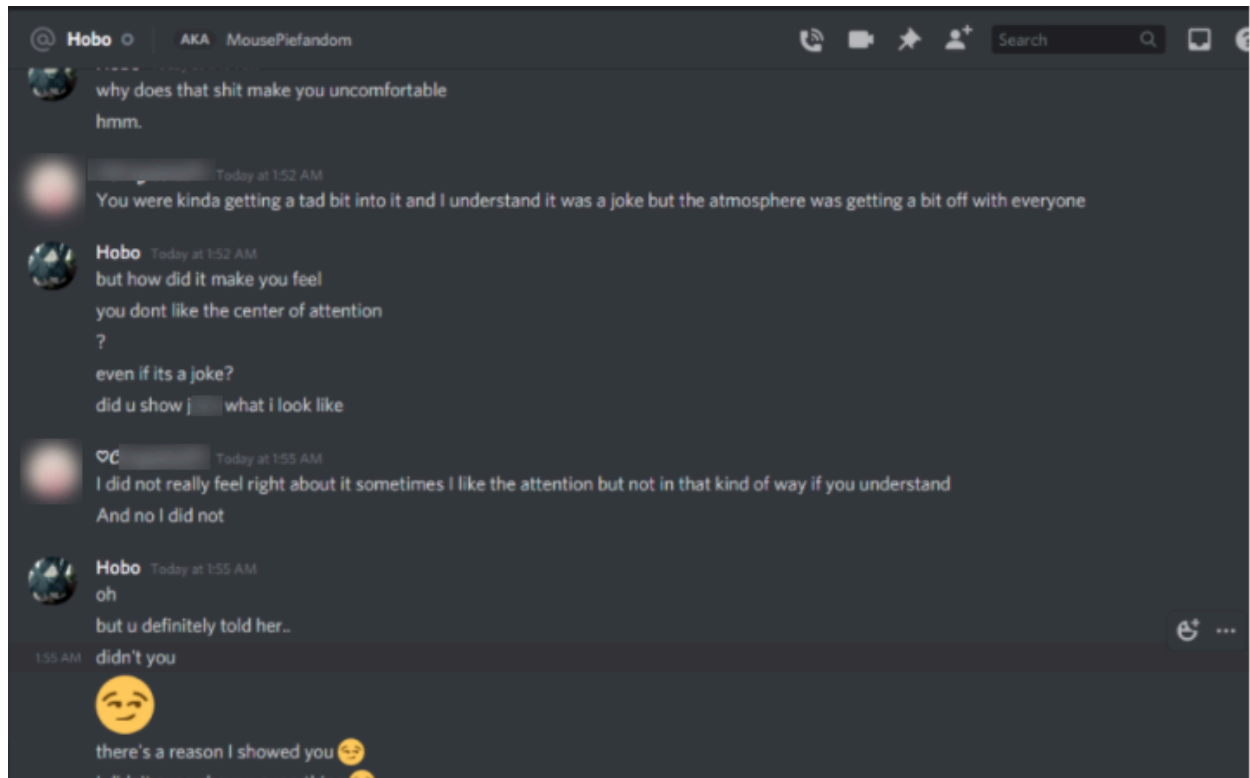 Hobo AKA MousePiefandom Search
why does that shit make you uncomfortable
hmm.
Today at 1:52 AM
You were kinda getting a tad bit into it and I understand it was a joke but the atmosphere was getting a bit off with everyone
Hobo Today at 1:52 AM
but how did it make you feel
you dont like the center of attention
?
even if its a joke?
did u show j what i look like
♡C Today at 1:55 AM
I did not really feel right about it sometimes I like the attention but not in that kind of way if you understand
And no I did not
Hobo Today at 1:55 AM
oh
but u definitely told her..
1:55 AM didn't you
there's a reason I showed you